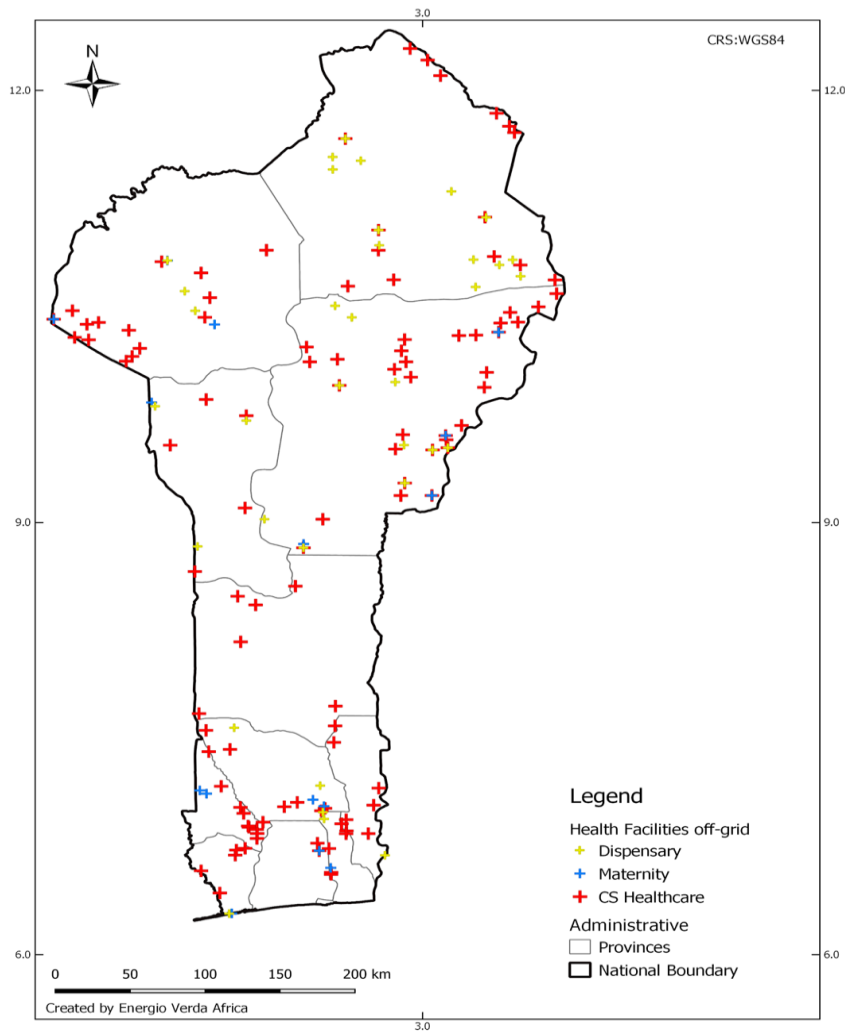 3.0
CRS:WGS84
N
12.0
12.0
9.0
9.0
Legend
Health Facilities off-grid
Dispensary
Maternity
CS Healthcare
Administrative
Provinces
National Boundary
6.0
6.0
0 50 100 150 200 km
Created by Energio Verda Africa
3.0